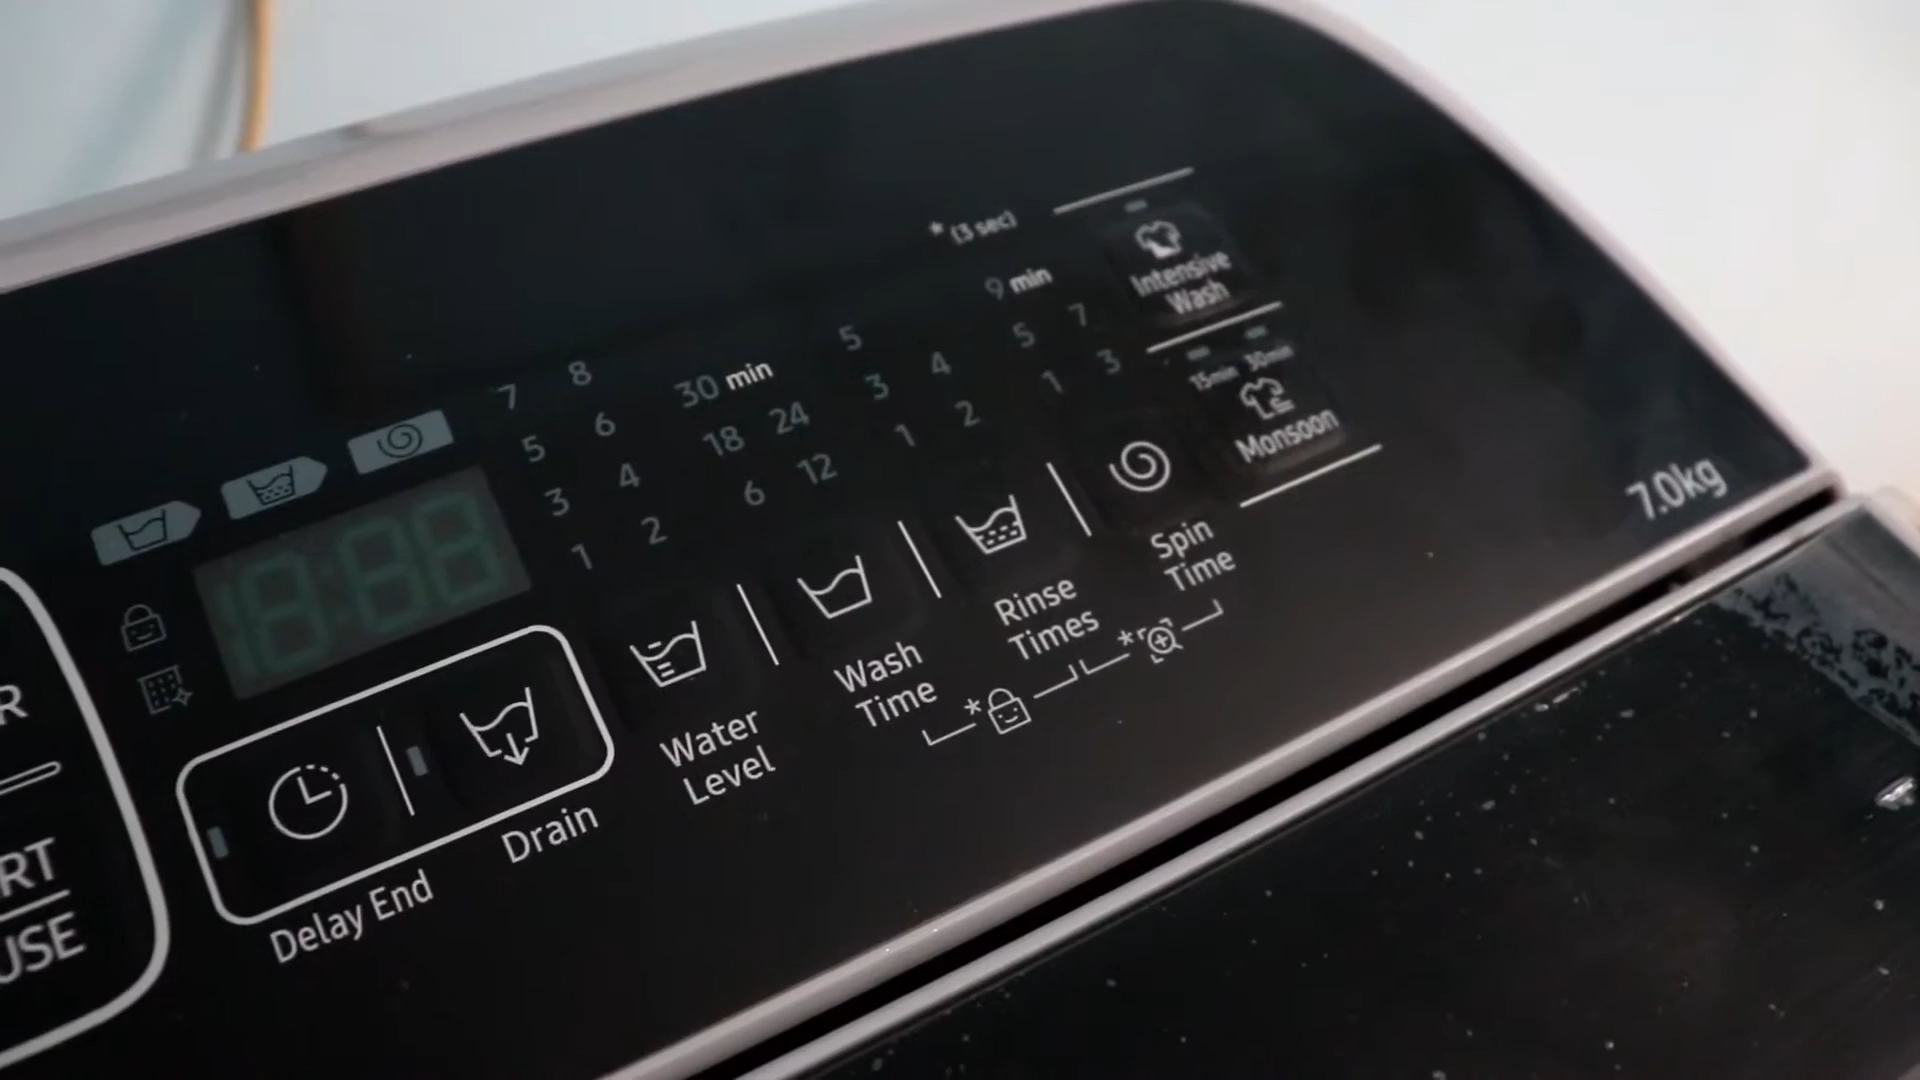 * (3 sec)
Intensive
Wash
9 min
5 7
1 3
15min 30min
Monsoon
5
3 4
1 2
30 min
18 24
6 12
7 8
5 6
3 4
1 2
18:88
7.0kg
Spin
Time
Rinse
Times
*
Wash
Time
*
Water
Level
Drain
Delay End
R
RT
USE